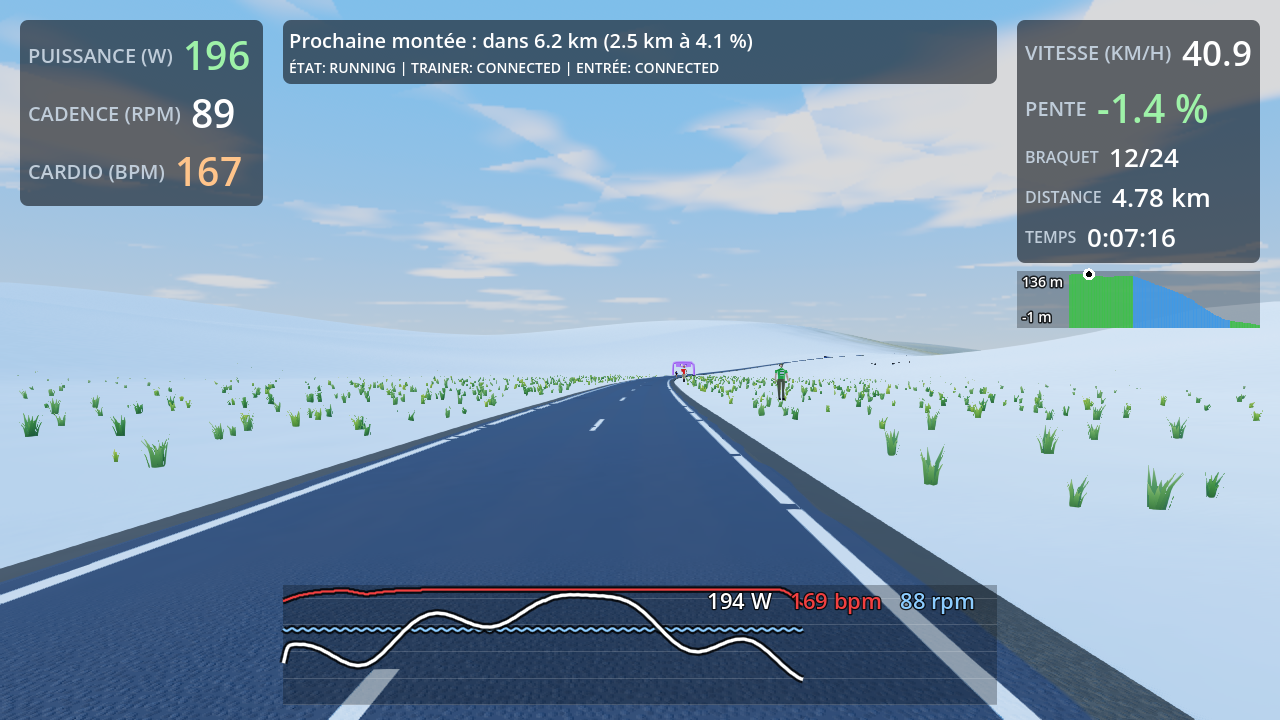 PUISSANCE (W) 196
CADENCE (RPM) 89
CARDIO (BPM) 167
Prochaine montée : dans 6.2 km (2.5 km à 4.1 %)
ÉTAT: RUNNING | TRAINER: CONNECTED | ENTRÉE: CONNECTED
VITESSE (KM/H) 40.9
PENTE -1.4 %
BRAQUET 12/24
DISTANCE 4.78 km
TEMPS 0:07:16
136 m
-1 m
194 W 169 bpm 88 rpm